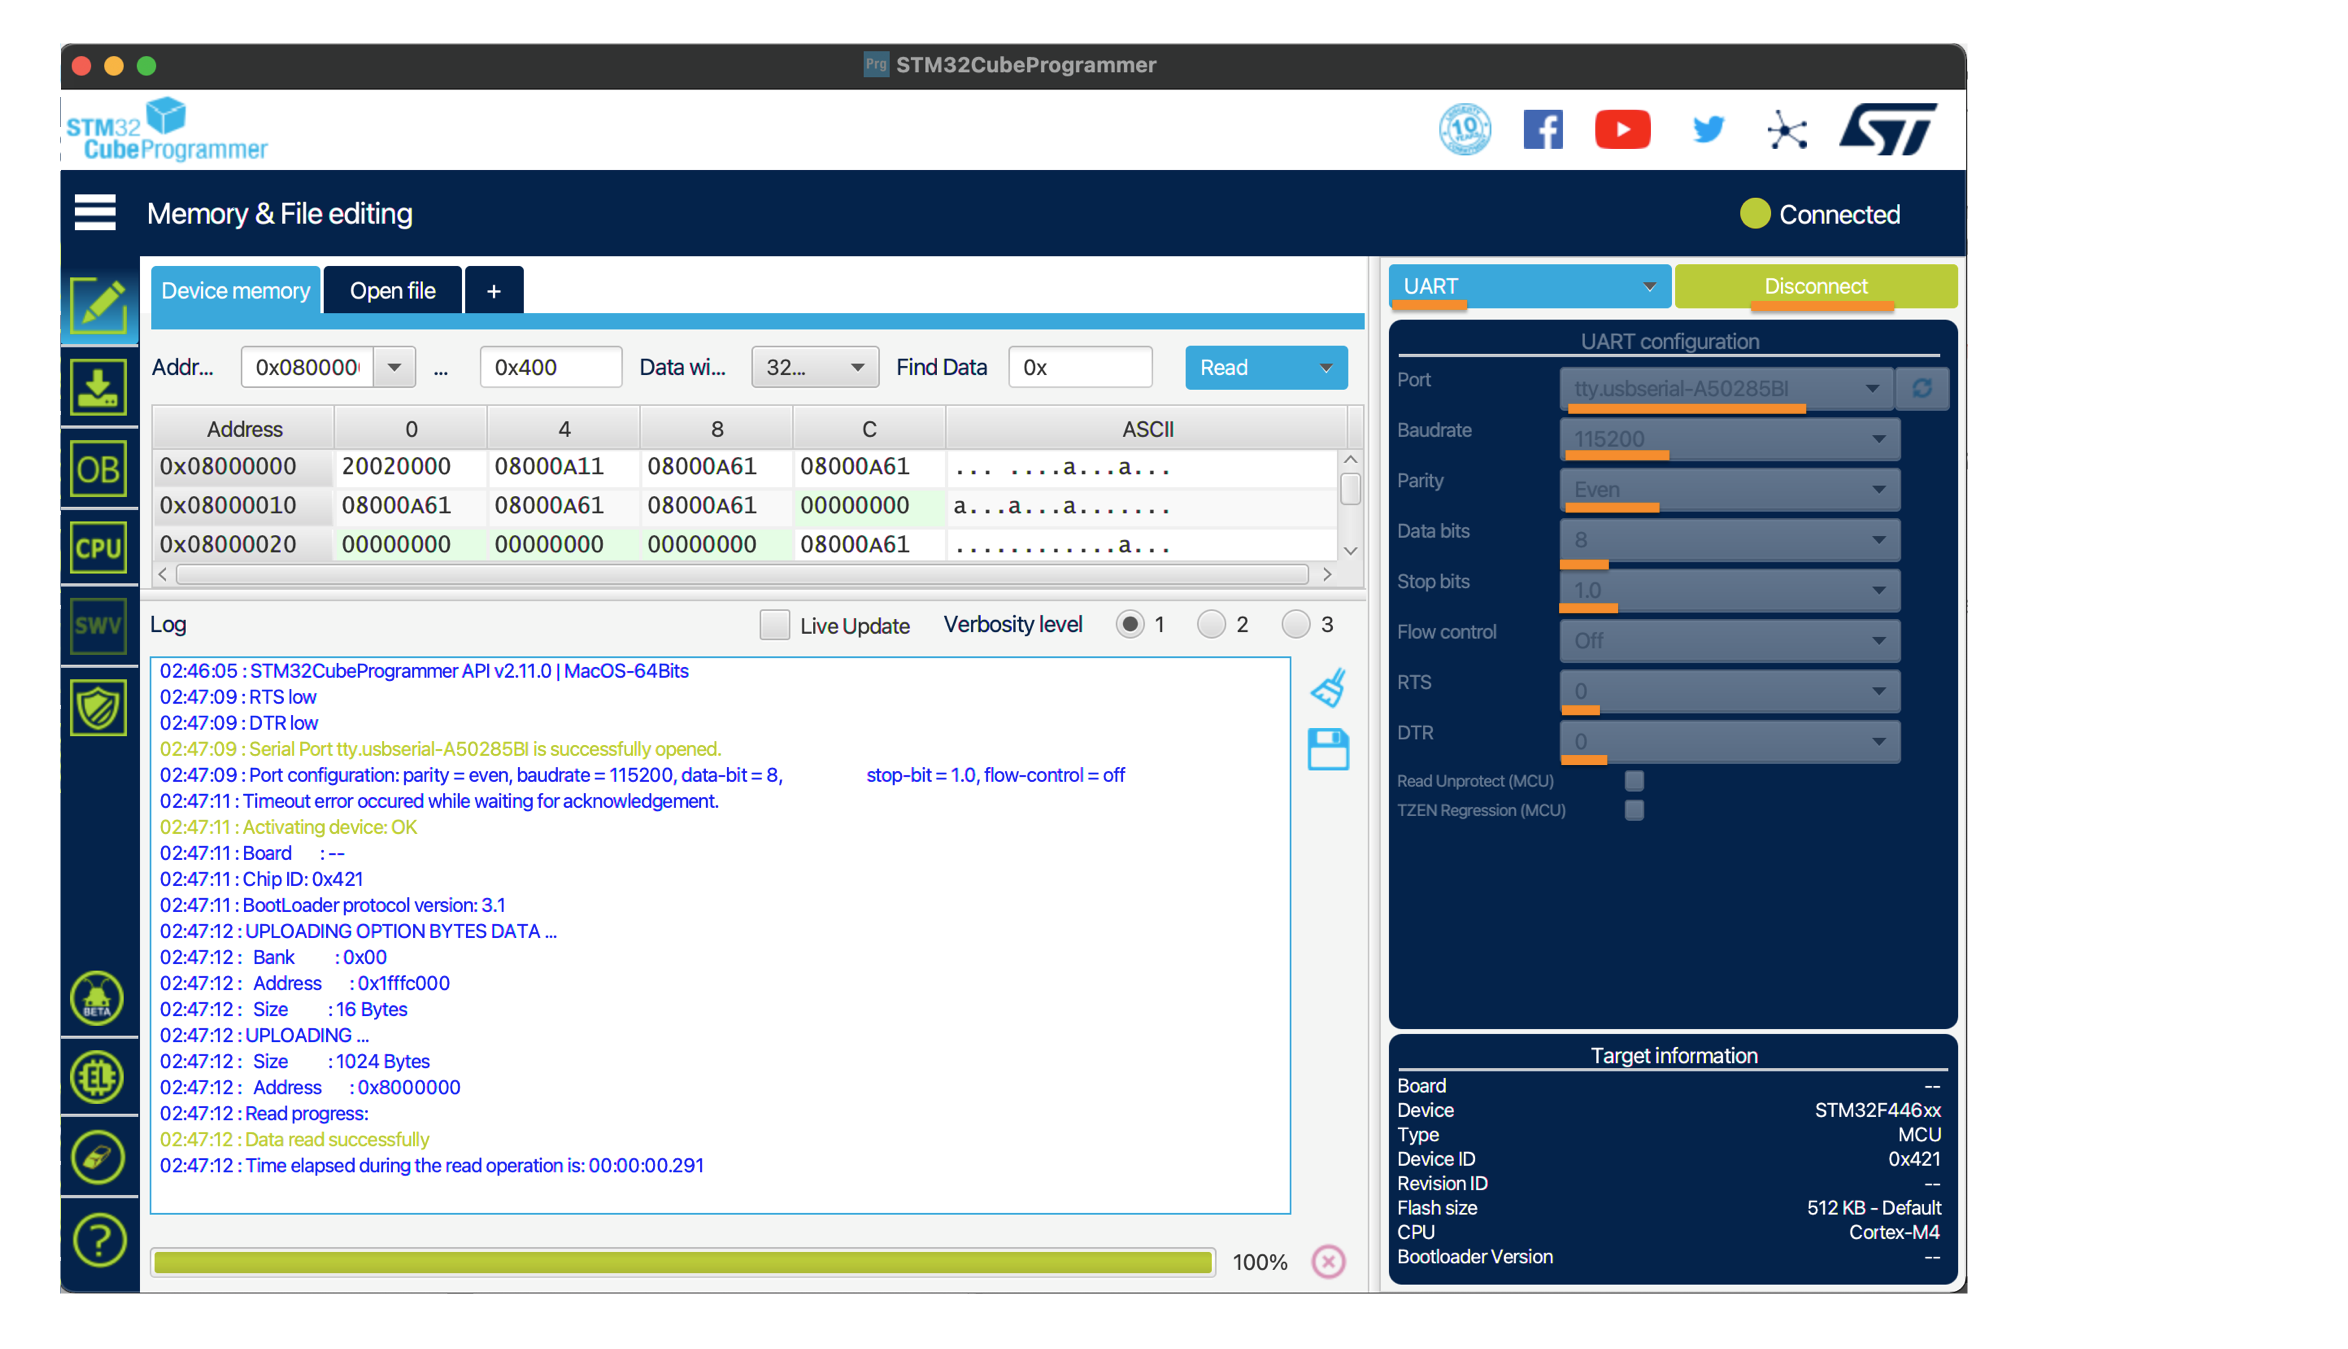 Prg STM32CubeProgrammer
STM32
CubeProgrammer
10 YEARS
Memory & File editing
Connected
Device memory
Open file
+
UART
Disconnect
Addr...
0x080000
...
0x400
Data wi...
32...
Find Data
0x
Read
Address 0 4 8 C ASCII
0x08000000 20020000 08000A11 08000A61 08000A61 ... ....a...a...
0x08000010 08000A61 08000A61 08000A61 00000000 a...a...a.......
0x08000020 00000000 00000000 00000000 08000A61 ............a...
OB
CPU
SWV
BETA
EL
?
Log
Live Update
Verbosity level
1
2
3
02:46:05 : STM32CubeProgrammer API v2.11.0 | MacOS-64Bits
02:47:09 : RTS low
02:47:09 : DTR low
02:47:09 : Serial Port tty.usbserial-A50285BI is successfully opened.
02:47:09 : Port configuration: parity = even, baudrate = 115200, data-bit = 8, stop-bit = 1.0, flow-control = off
02:47:11 : Timeout error occured while waiting for acknowledgement.
02:47:11 : Activating device: OK
02:47:11 : Board : --
02:47:11 : Chip ID: 0x421
02:47:11 : BootLoader protocol version: 3.1
02:47:12 : UPLOADING OPTION BYTES DATA ...
02:47:12 : Bank : 0x00
02:47:12 : Address : 0x1fffc000
02:47:12 : Size : 16 Bytes
02:47:12 : UPLOADING ...
02:47:12 : Size : 1024 Bytes
02:47:12 : Address : 0x8000000
02:47:12 : Read progress:
02:47:12 : Data read successfully
02:47:12 : Time elapsed during the read operation is: 00:00:00.291
100%
UART configuration
Port tty.usbserial-A50285BI
Baudrate 115200
Parity Even
Data bits 8
Stop bits 1.0
Flow control Off
RTS 0
DTR 0
Read Unprotect (MCU)
TZEN Regression (MCU)
Target information
Board --
Device STM32F446xx
Type MCU
Device ID 0x421
Revision ID --
Flash size 512 KB - Default
CPU Cortex-M4
Bootloader Version --